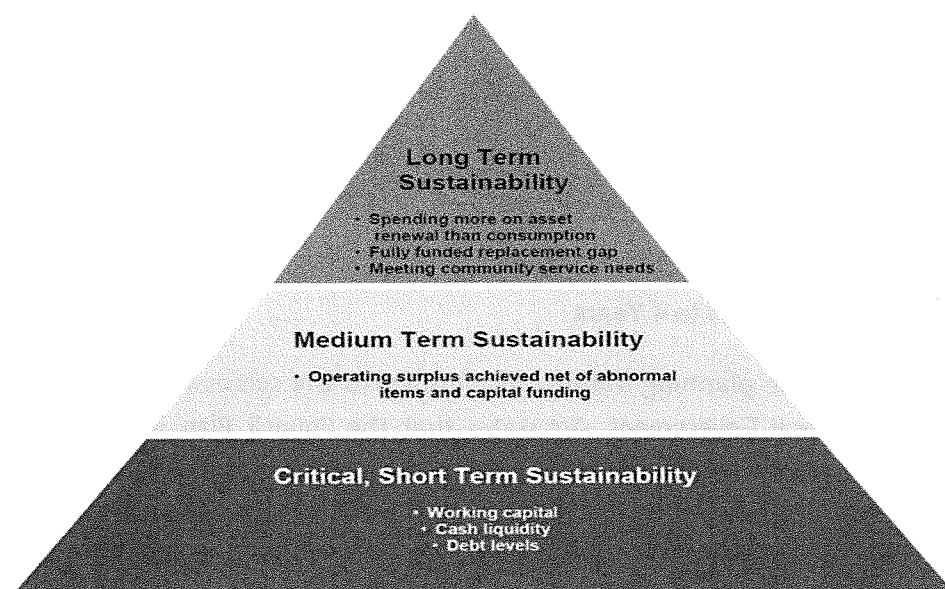 Long Term
Sustainability
• Spending more on asset
renewal than consumption
• Fully funded replacement gap
• Meeting community service needs
Medium Term Sustainability
• Operating surplus achieved net of abnormal
items and capital funding
Critical, Short Term Sustainability
• Working capital
• Cash liquidity
• Debt levels